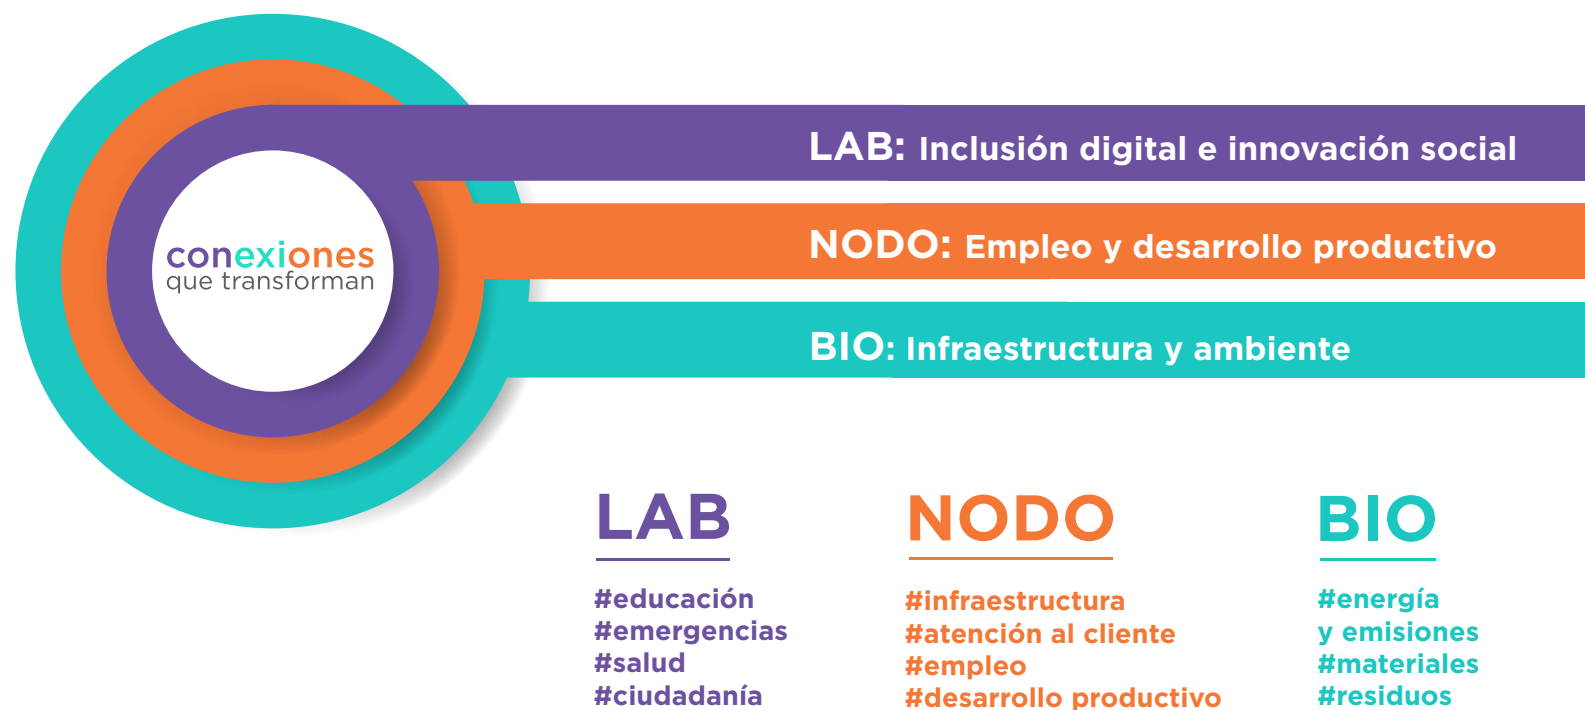 conexiones
que transforman
LAB: Inclusión digital e innovación social
NODO: Empleo y desarrollo productivo
BIO: Infraestructura y ambiente
LAB
#educación
#emergencias
#salud
#ciudadanía
NODO
#infraestructura
#atención al cliente
#empleo
#desarrollo productivo
BIO
#energía
y emisiones
#materiales
#residuos